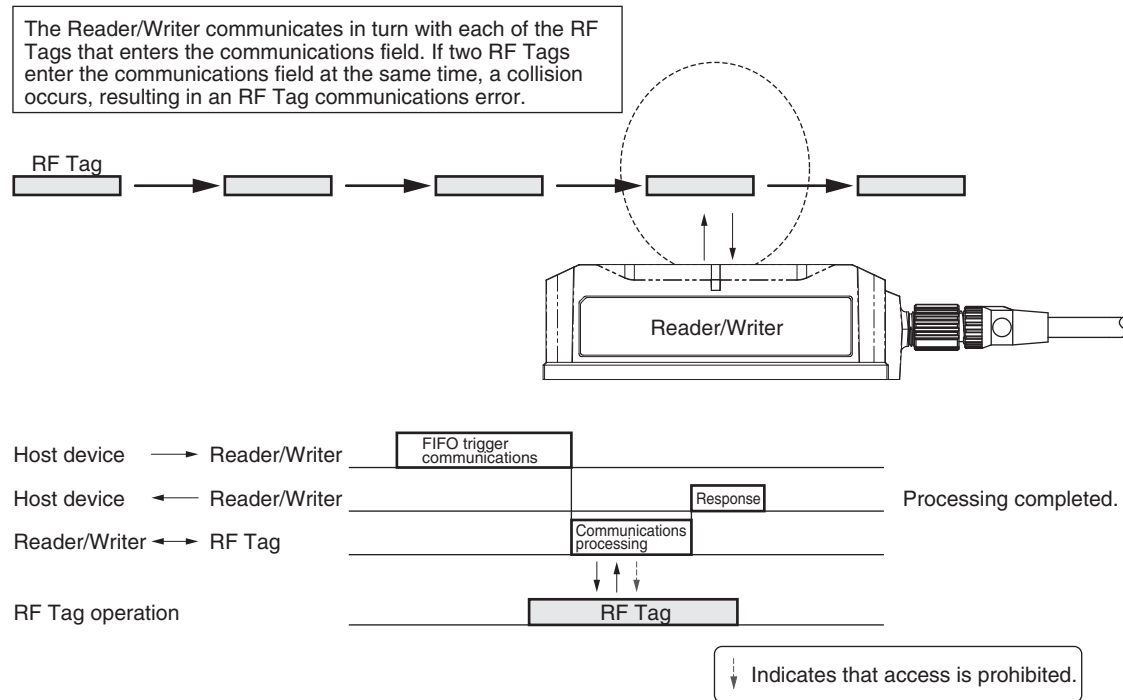 The Reader/Writer communicates in turn with each of the RF
Tags that enters the communications field. If two RF Tags
enter the communications field at the same time, a collision
occurs, resulting in an RF Tag communications error.
RF Tag
Reader/Writer
Host device Reader/Writer
FIFO trigger
communications
Host device Reader/Writer
Response
Processing completed.
Reader/Writer RF Tag
Communications
processing
RF Tag operation
RF Tag
Indicates that access is prohibited.